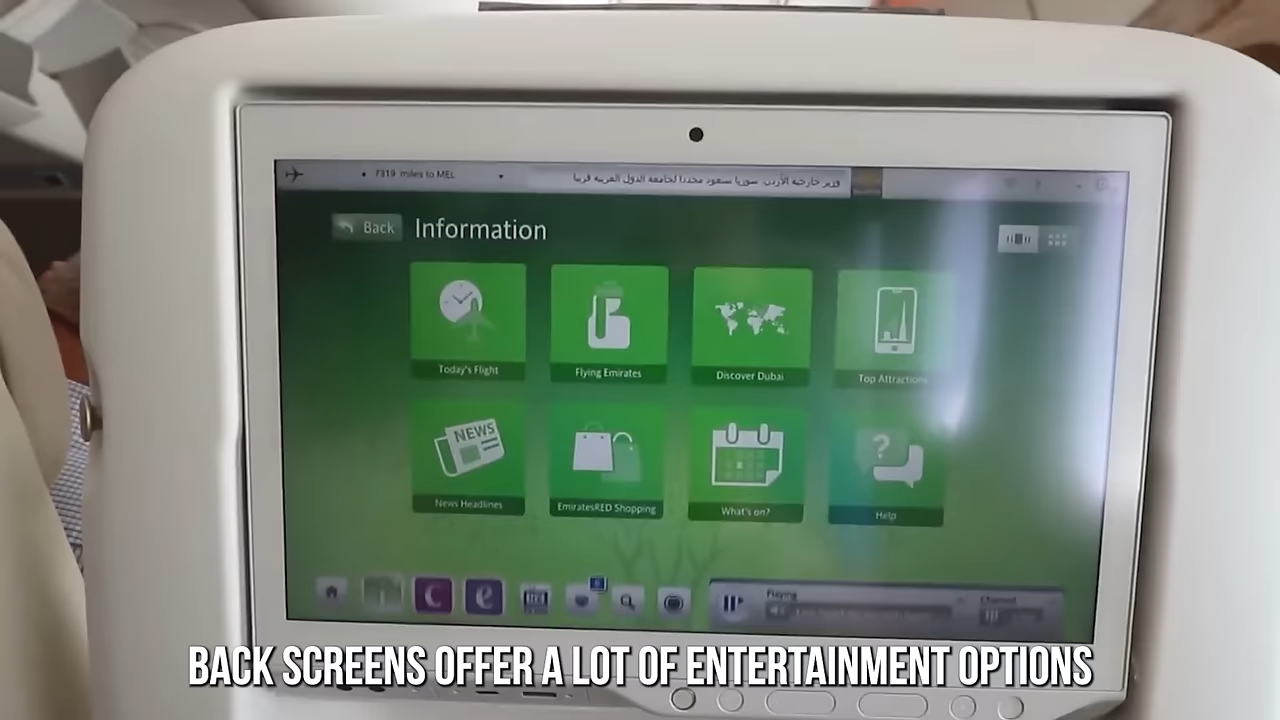 7319 miles to MEL
وزير خارجية الأردن: سوريا ستعود مجددا لجامعة الدول العربية قريبا
Back
Information
Today's Flight
Flying Emirates
Discover Dubai
Top Attractions
NEWS
News Headlines
EmiratesRED Shopping
What's on?
?
Help
i
C
e
Playing
Channel
BACK SCREENS OFFER A LOT OF ENTERTAINMENT OPTIONS